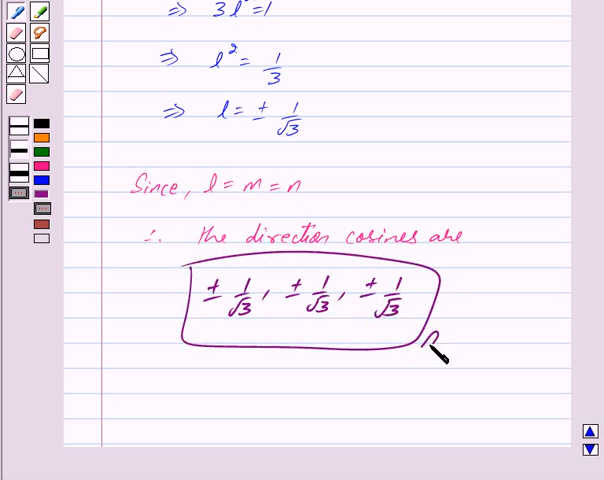 ⇒ 3l²=1
⇒ l² = 1/3
⇒ l = ± 1/√3
Since, l = m = n
∴ the direction cosines are
± 1/√3, ± 1/√3, ± 1/√3